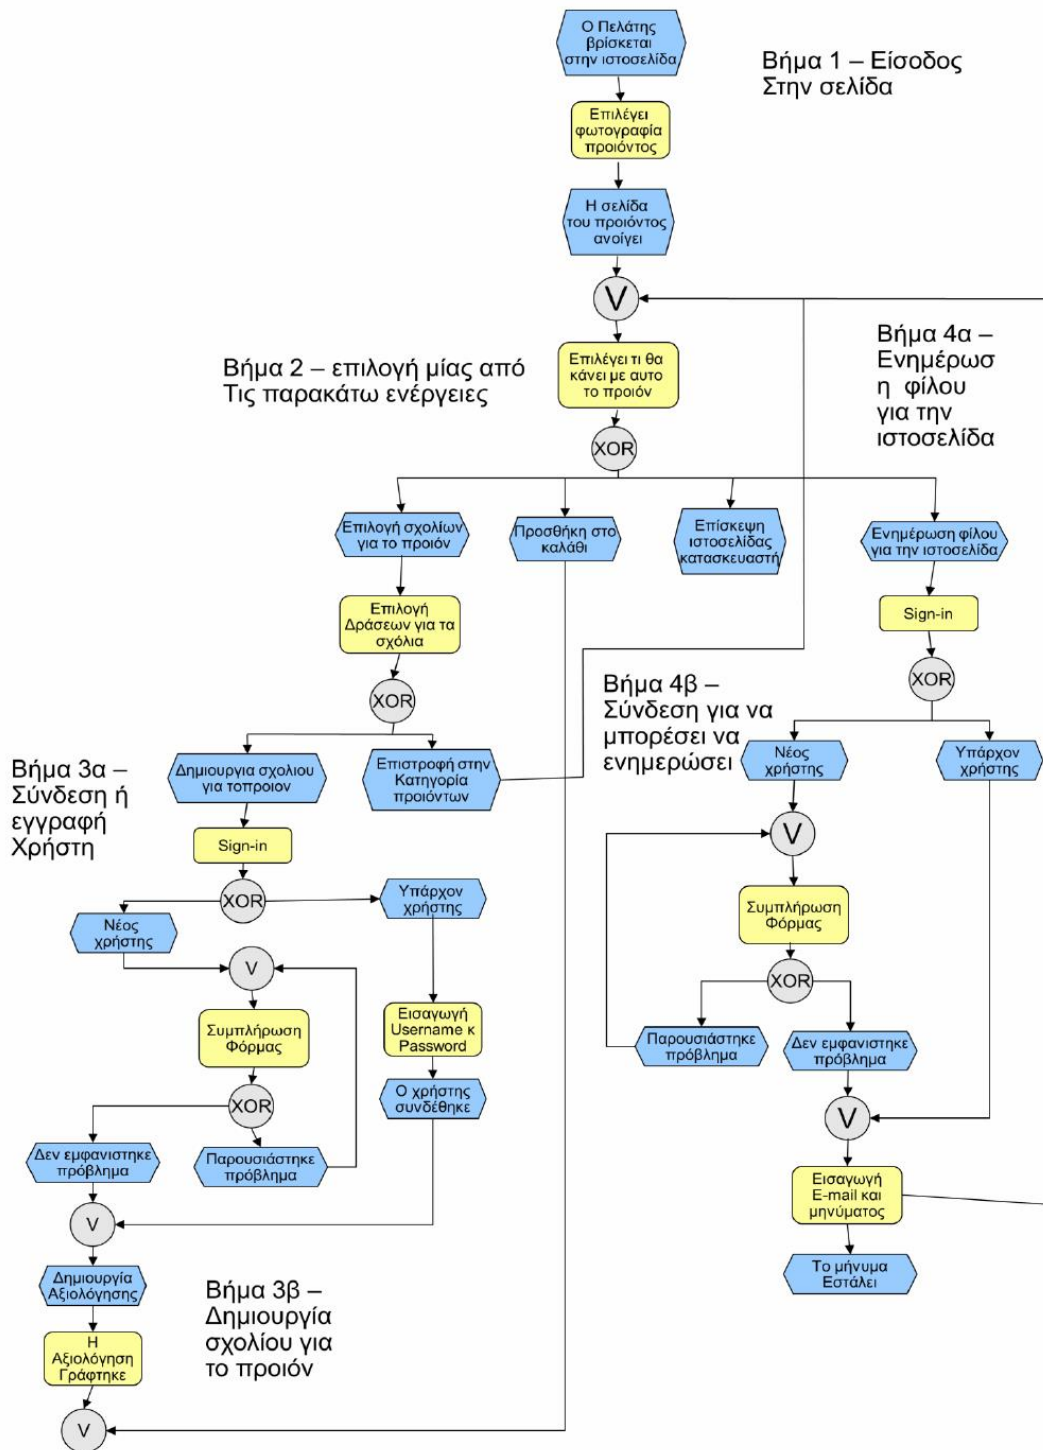 Ο Πελάτης
βρίσκεται
στην ιστοσελίδα
Βήμα 1 – Είσοδος
Στην σελίδα
Επιλέγει
φωτογραφία
προιόντος
Η σελίδα
του προιόντος
ανοίγει
V
Βήμα 2 – επιλογή μίας από
Τις παρακάτω ενέργειες
Επιλέγει τι θα
κάνει με αυτο
το προιόν
Βήμα 4α –
Ενημέρωσ
η φίλου
για την
ιστοσελίδα
XOR
Επιλογή σχολίων
για το προιόν
Προσθήκη στο
καλάθι
Επίσκεψη
ιστοσελίδας
κατασκευαστή
Ενημέρωση φίλου
για την ιστοσελίδα
Επιλογή
Δράσεων για τα
σχόλια
Sign-in
XOR
XOR
Βήμα 4β –
Σύνδεση για να
μπορέσει να
ενημερώσει
Βήμα 3α –
Σύνδεση ή
εγγραφή
Χρήστη
Δημιουργια σχολιου
για τοπροιον
Επιστροφή στην
Κατηγορία
προιόντων
Νέος
χρήστης
Υπάρχον
χρήστης
Sign-in
V
XOR
Νέος
χρήστης
Υπάρχον
χρήστης
Συμπλήρωση
Φόρμας
V
XOR
Συμπλήρωση
Φόρμας
Εισαγωγή
Username κ
Password
Παρουσιάστηκε
πρόβλημα
Δεν εμφανιστηκε
πρόβλημα
XOR
Ο χρήστης
συνδέθηκε
V
Δεν εμφανιστηκε
πρόβλημα
Παρουσιάστηκε
πρόβλημα
Εισαγωγή
E-mail και
μηνύματος
V
Δημιουργία
Αξιολόγησης
Το μήνυμα
Εστάλει
Βήμα 3β –
Δημιουργία
σχολίου για
το προιόν
Η
Αξιολόγηση
Γράφτηκε
V